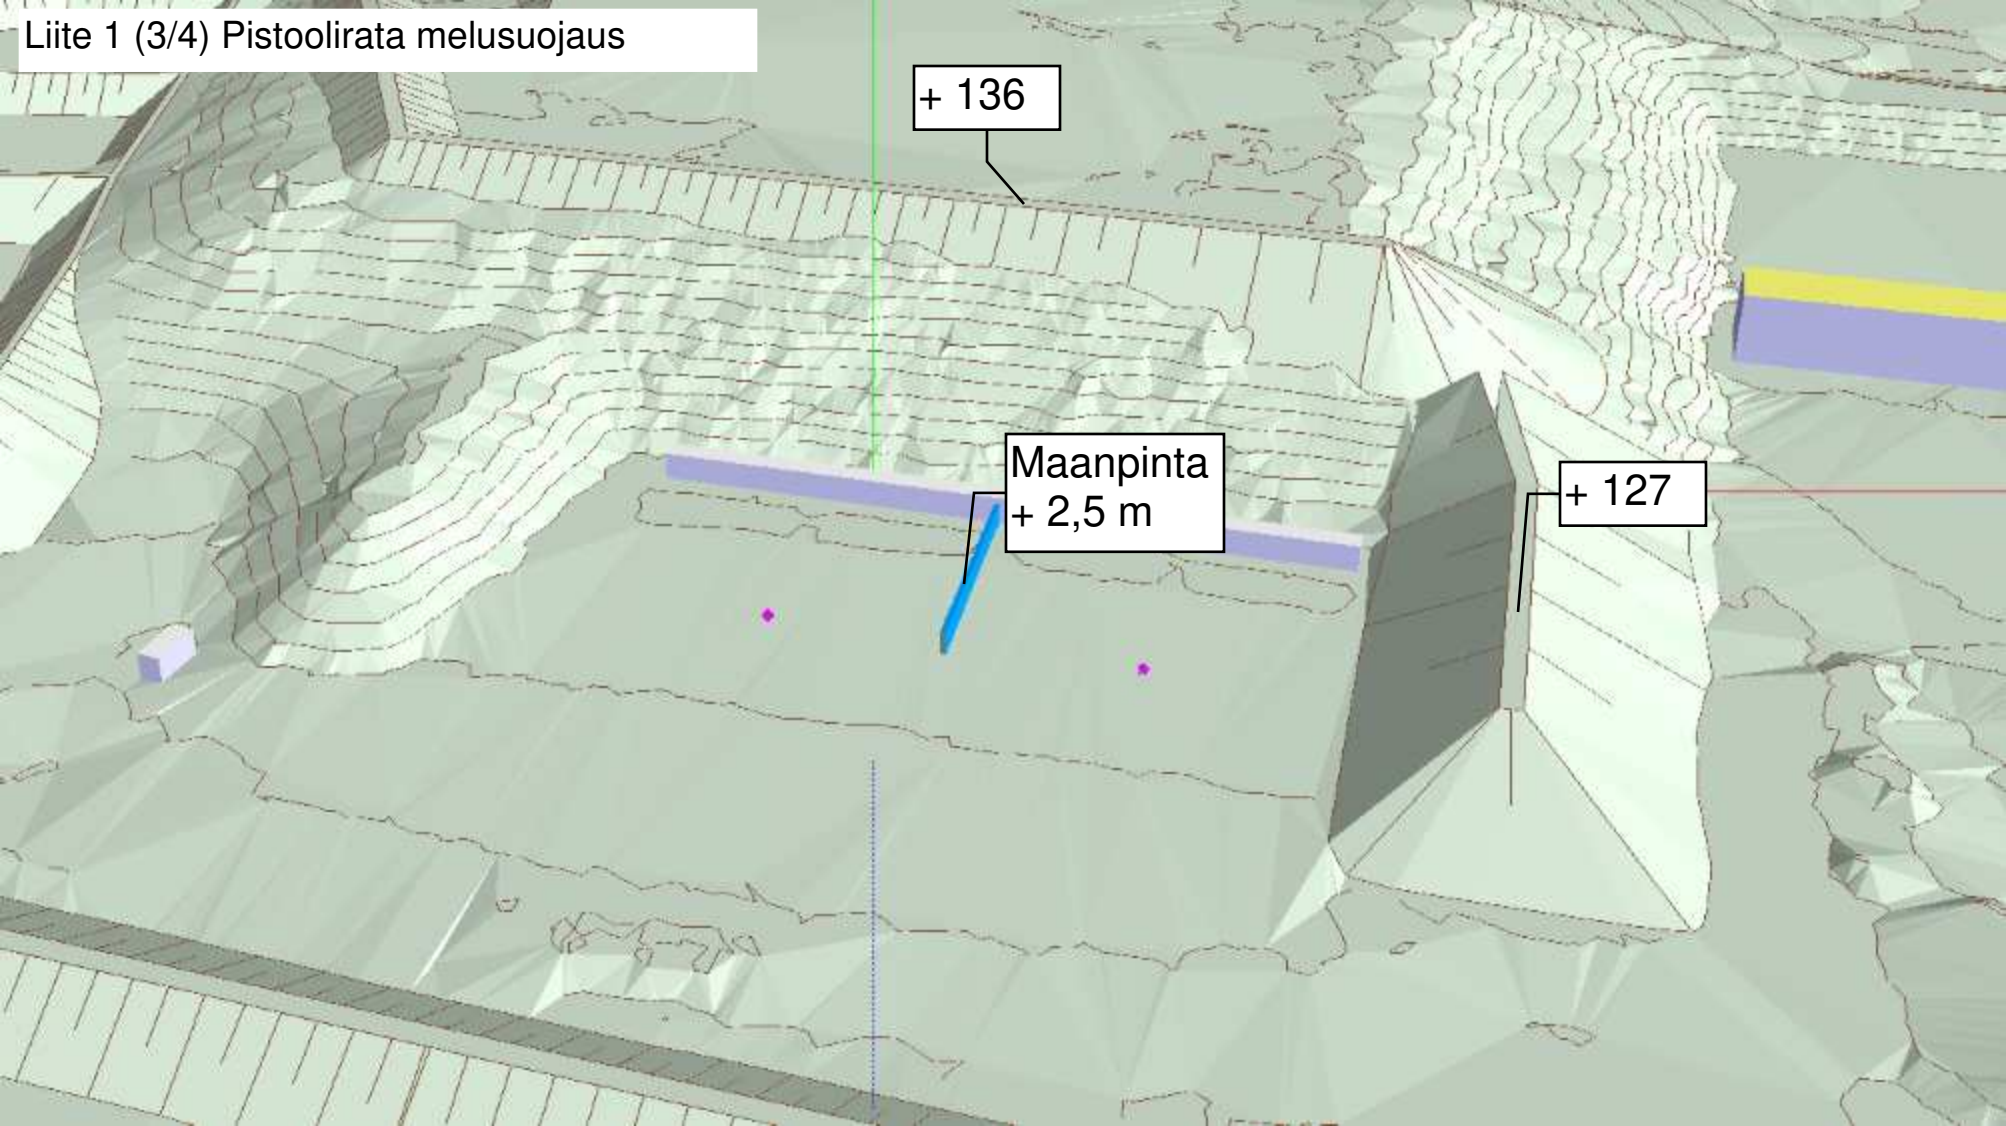 Liite 1 (3/4) Pistoolirata melusuojaus
+ 136
Maanpinta
+ 2,5 m
+ 127